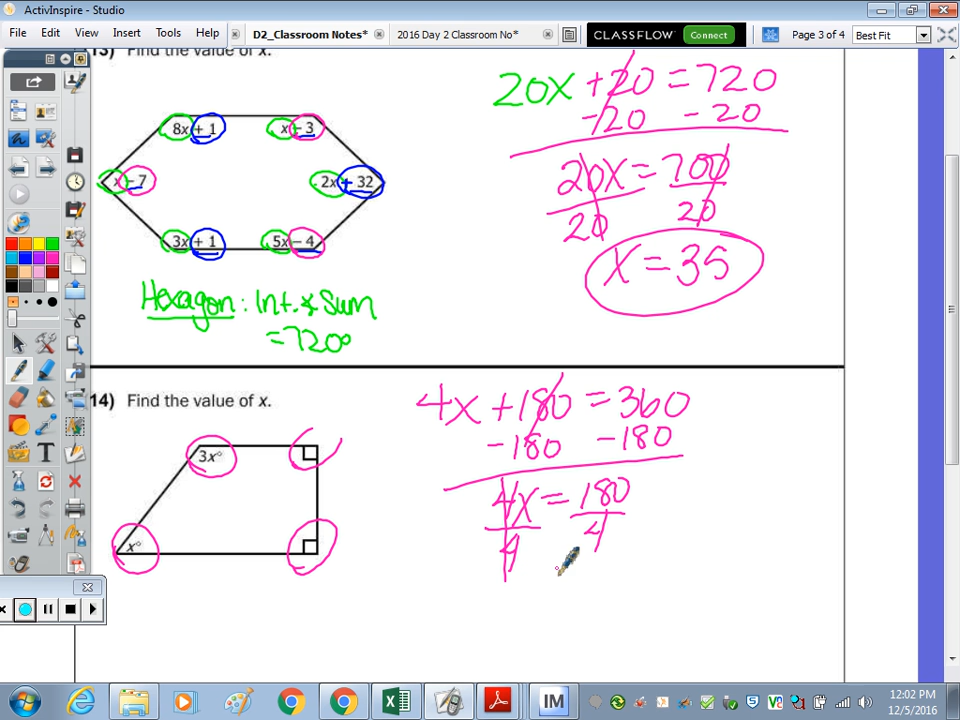 ActivInspire
File Edit View Insert Tools Help
D2_Classroom Notes*
2016 Day 2 Classroom No*
CLASSFLOW Connect
Page 3 of 4
Best Fit
13) Find the value of x.
8x + 1
x - 3
x - 7
2x + 32
3x + 1
5x - 4
Hexagon: Int. ∡ Sum
= 720°
20x + 20 = 720
- 20 - 20
20x = 700
20 20
x = 35
14) Find the value of x.
3x°
x°
4x + 180 = 360
- 180 - 180
4x = 180
4 4
IM
12:02 PM
12/5/2016